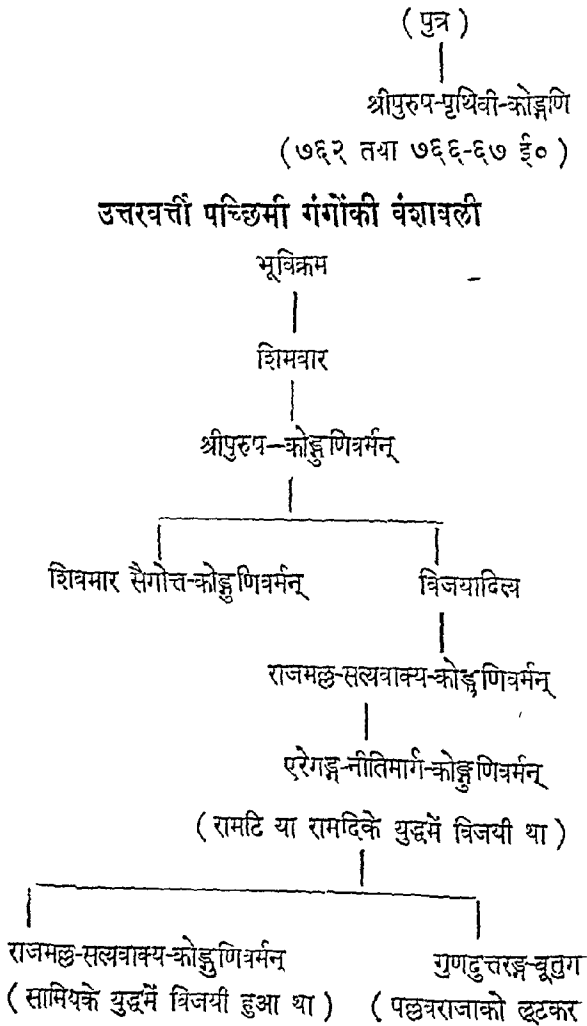 ( पुत्र )
श्रीपुरुष-पृथिवी-कोङ्गणि
( ७६२ तथा ७६६-६७ ई० )
उत्तरवर्त्ती पच्छिमी गंगोंकी वंशावली
भूविक्रम
शिमवार
श्रीपुरुष–कोङ्गुणिवर्मन्
शिवमार सैगोत्त-कोङ्गुणिवर्मन् विजयादित्य
राजमल्ल-सत्यवाक्य-कोङ्गुणिवर्मन्
एरेगङ्ग-नीतिमार्ग-कोङ्गुणिवर्मन्
( रामटि या रामदिके युद्धमें विजयी था )
राजमल्ल-सत्यवाक्य-कोङ्गुणिवर्मन् गुणदुत्तरङ्ग-बूतुग
( सामियके युद्धमें विजयी हुआ था ) ( पल्लवराजाको लूटकर